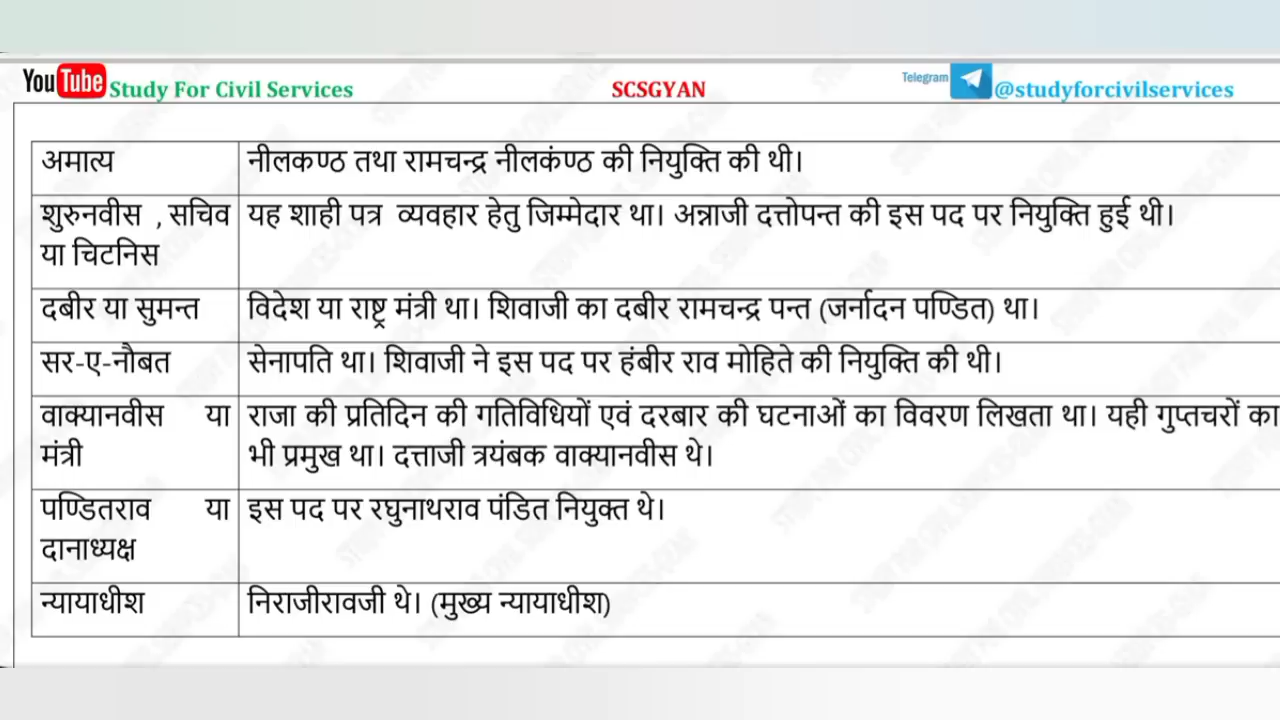 YouTube Study For Civil Services SCSGYAN Telegram @studyforcivilservices
अमात्य नीलकण्ठ तथा रामचन्द्र नीलकंण्ठ की नियुक्ति की थी।
शुरुनवीस , सचिव यह शाही पत्र व्यवहार हेतु जिम्मेदार था। अन्नाजी दत्तोपन्त की इस पद पर नियुक्ति हुई थी।
या चिटनिस
दबीर या सुमन्त विदेश या राष्ट्र मंत्री था। शिवाजी का दबीर रामचन्द्र पन्त (जर्नादन पण्डित) था।
सर-ए-नौबत सेनापति था। शिवाजी ने इस पद पर हंबीर राव मोहिते की नियुक्ति की थी।
वाक्यानवीस या राजा की प्रतिदिन की गतिविधियों एवं दरबार की घटनाओं का विवरण लिखता था। यही गुप्तचरों का
मंत्री भी प्रमुख था। दत्ताजी त्रयंबक वाक्यानवीस थे।
पण्डितराव या इस पद पर रघुनाथराव पंडित नियुक्त थे।
दानाध्यक्ष
न्यायाधीश निराजीरावजी थे। (मुख्य न्यायाधीश)